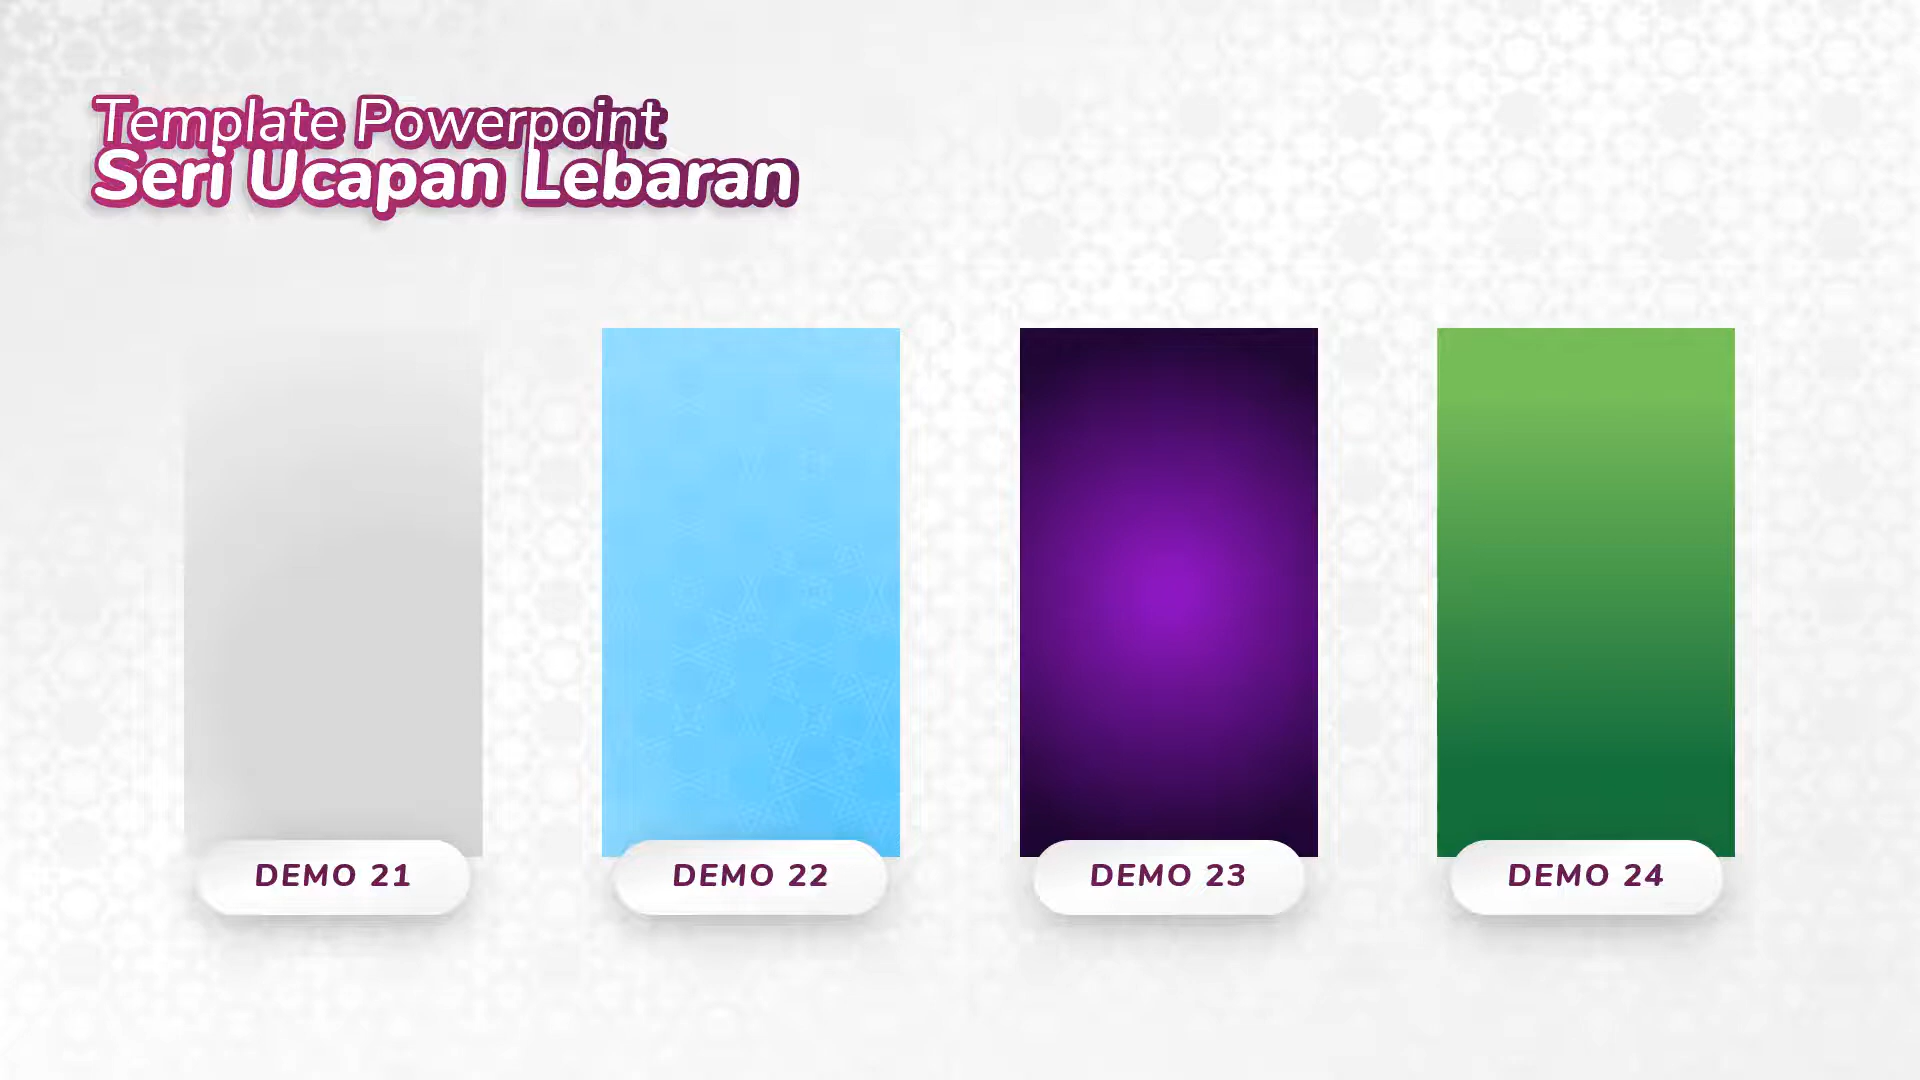 Template Powerpoint
Seri Ucapan Lebaran
DEMO 21
DEMO 22
DEMO 23
DEMO 24